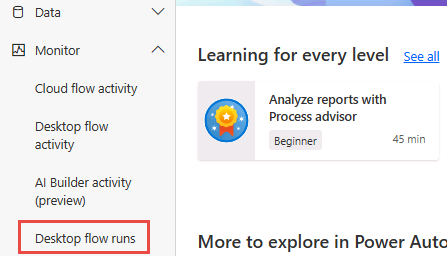 Data
Monitor
Cloud flow activity
Desktop flow
activity
AI Builder activity
(preview)
Desktop flow runs
Learning for every level See all
Analyze reports with
Process advisor
Beginner 45 min
More to explore in Power Auto